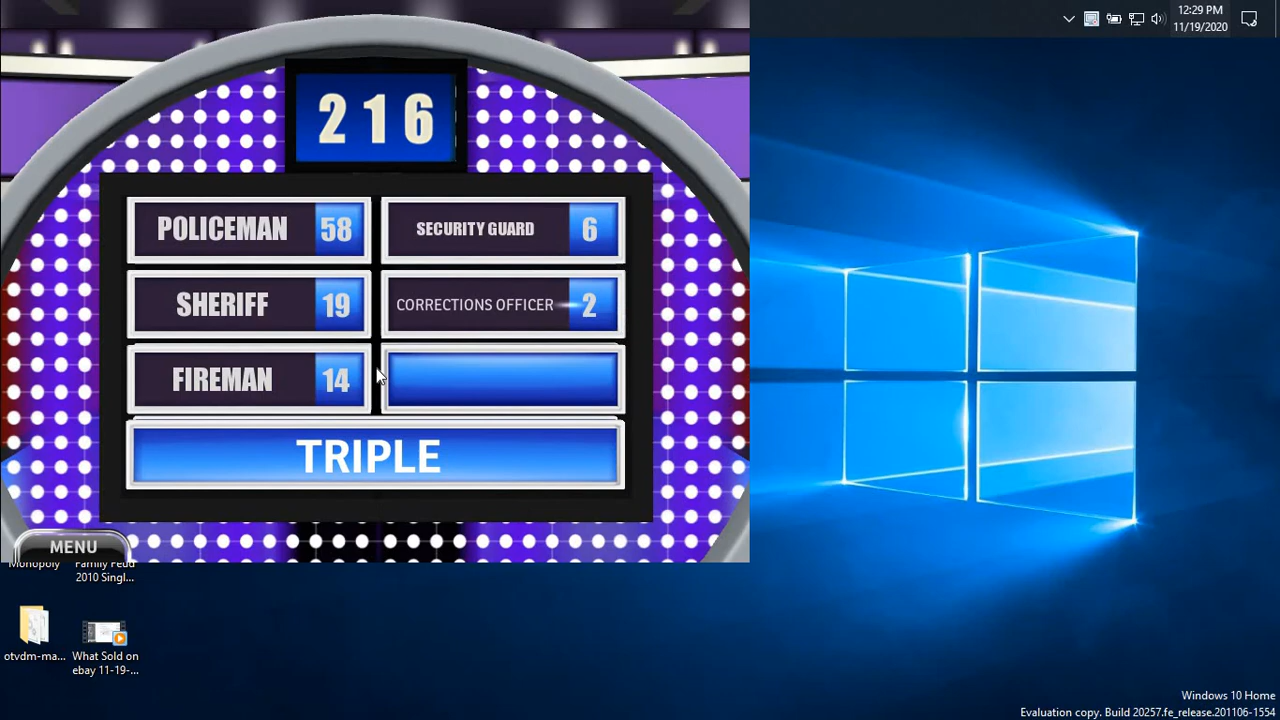 12:29 PM
11/19/2020
216
POLICEMAN 58
SECURITY GUARD 6
SHERIFF 19
CORRECTIONS OFFICER 2
FIREMAN 14
TRIPLE
MENU
Monopoly
Family Feud
2010 Singl...
otvdm-ma...
What Sold on
ebay 11-19-...
Windows 10 Home
Evaluation copy. Build 20257.fe_release.201106-1554